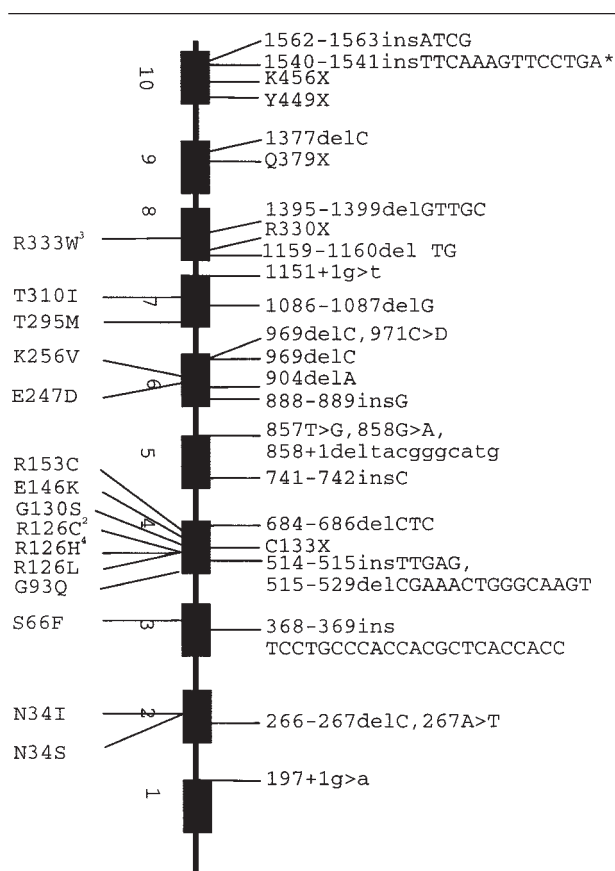 1562-1563insATCG
1540-1541insTTCAAAGTTCCTGA*
10
K456X
Y449X
1377delC
9
Q379X
8
1395-1399delGTTGC
R330X
R333W³
1159-1160del TG
1151+1g>t
T310I
7
1086-1087delG
T295M
969delC,971C>D
K256V
969delC
6
904delA
E247D
888-889insG
857T>G,858G>A,
858+1deltacgggcatg
5
R153C
741-742insC
E146K
G130S
4
684-686delCTC
R126C²
R126H⁴
C133X
R126L
514-515insTTGAG,
G93Q
515-529delCGAAACTGGGCAAGT
S66F
3
368-369ins
TCCTGCCCACCACGCTCACCACC
N34I
2
266-267delC,267A>T
N34S
1
197+1g>a